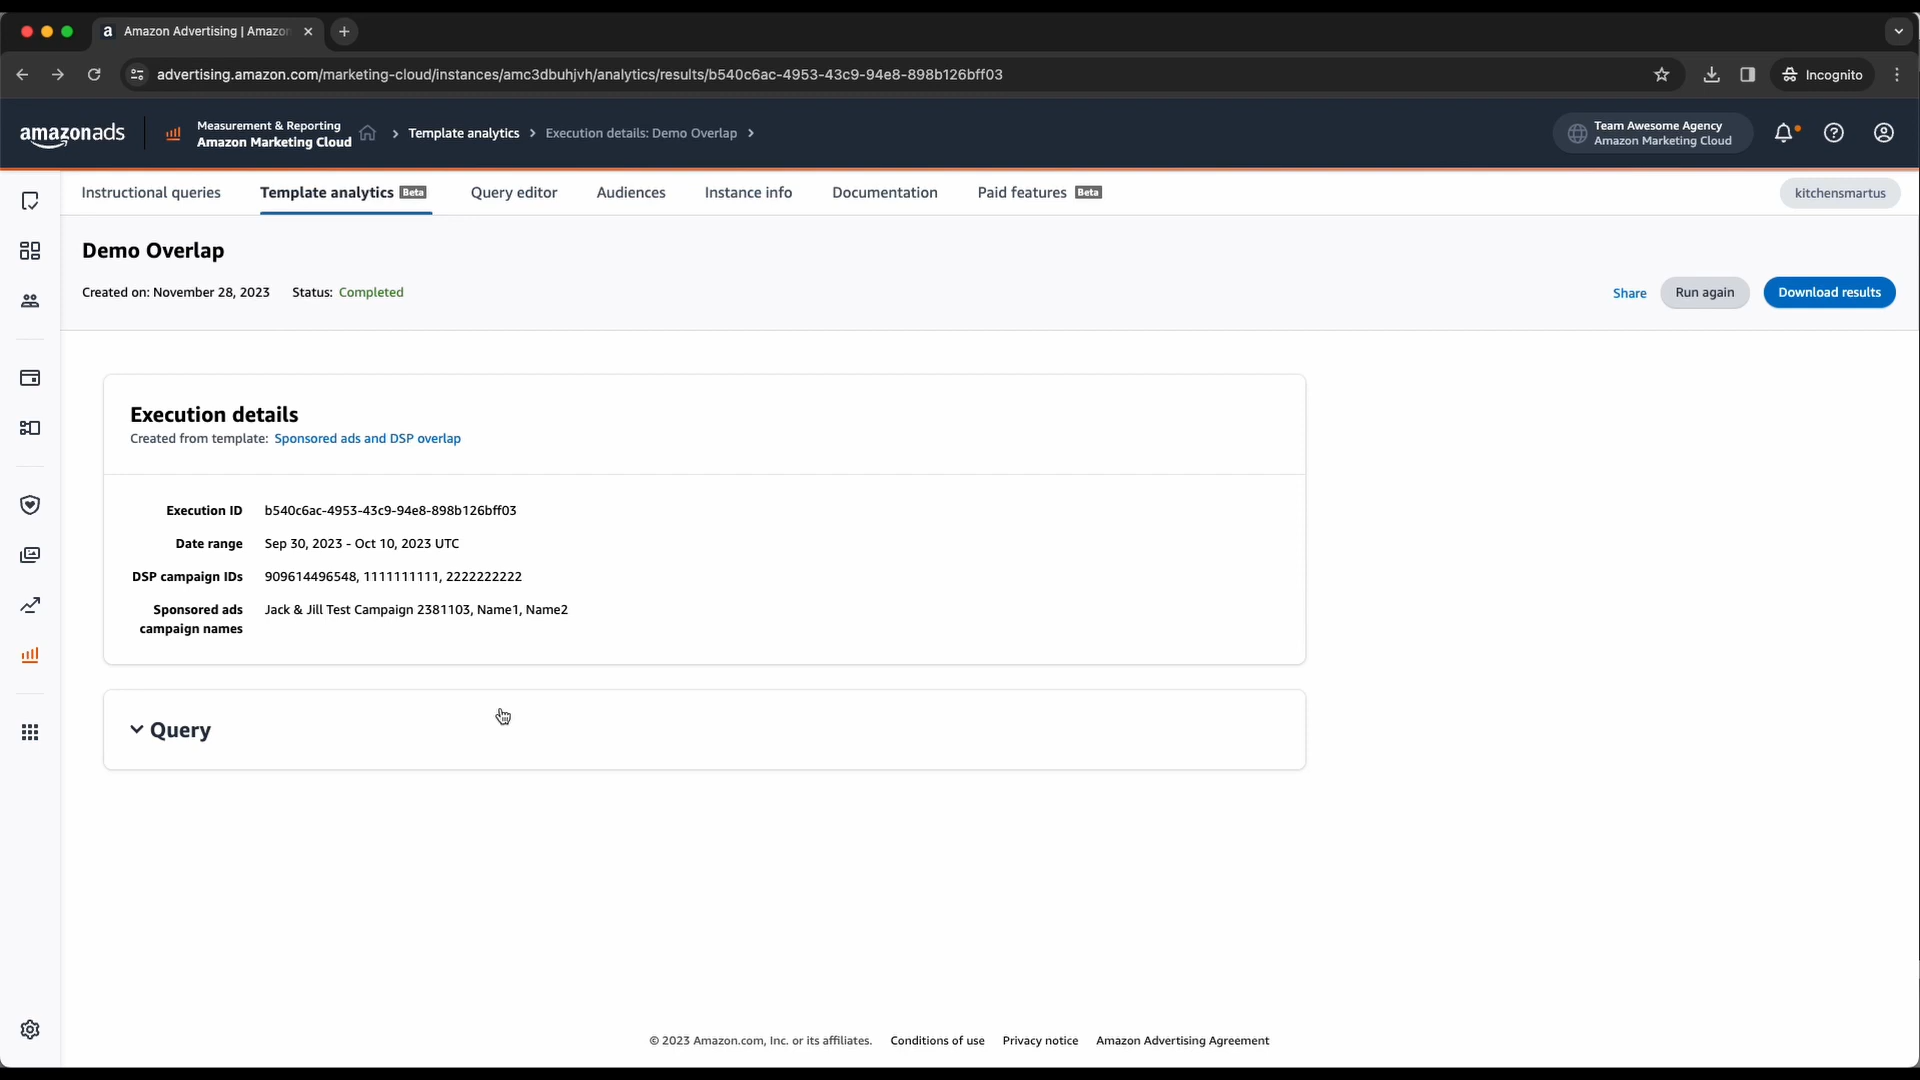 Amazon Advertising | Amazon
advertising.amazon.com/marketing-cloud/instances/amc3dbuhjvh/analytics/results/b540c6ac-4953-43c9-94e8-898b126bff03
Incognito
amazonads
Measurement & Reporting
Amazon Marketing Cloud
Template analytics
Execution details: Demo Overlap
Team Awesome Agency
Amazon Marketing Cloud
Instructional queries
Template analytics Beta
Query editor
Audiences
Instance info
Documentation
Paid features Beta
kitchensmartus
Demo Overlap
Created on: November 28, 2023 Status: Completed
Share
Run again
Download results
Execution details
Created from template: Sponsored ads and DSP overlap
Execution ID b540c6ac-4953-43c9-94e8-898b126bff03
Date range Sep 30, 2023 - Oct 10, 2023 UTC
DSP campaign IDs 909614496548, 1111111111, 2222222222
Sponsored ads Jack & Jill Test Campaign 2381103, Name1, Name2
campaign names
Query
© 2023 Amazon.com, Inc. or its affiliates. Conditions of use Privacy notice Amazon Advertising Agreement